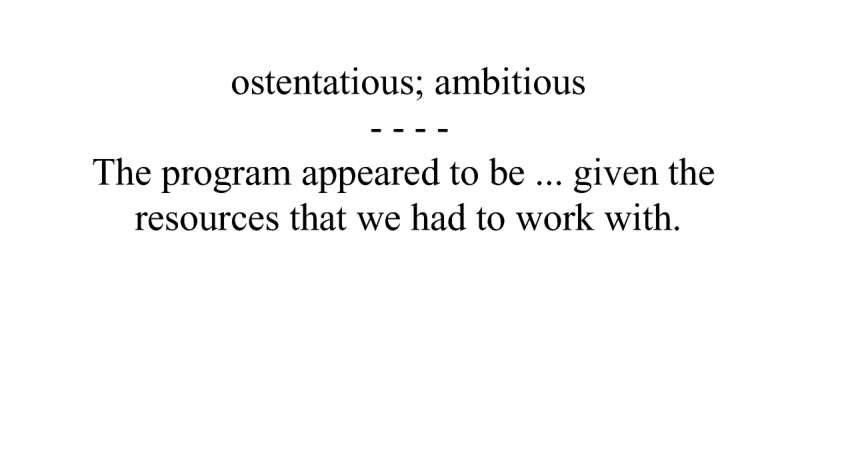 ostentatious; ambitious
- - - -
The program appeared to be ... given the
resources that we had to work with.